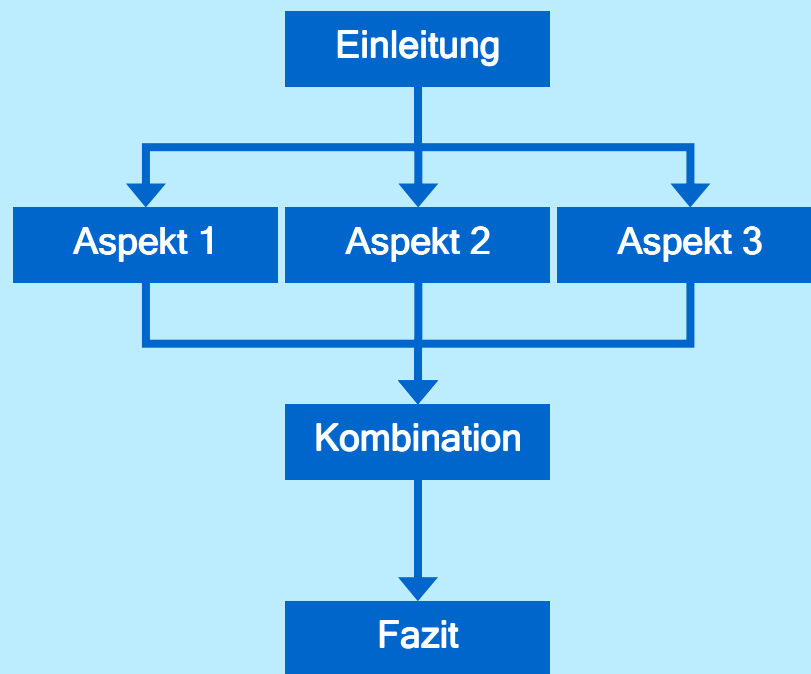 Einleitung
Aspekt 1
Aspekt 2
Aspekt 3
Kombination
Fazit